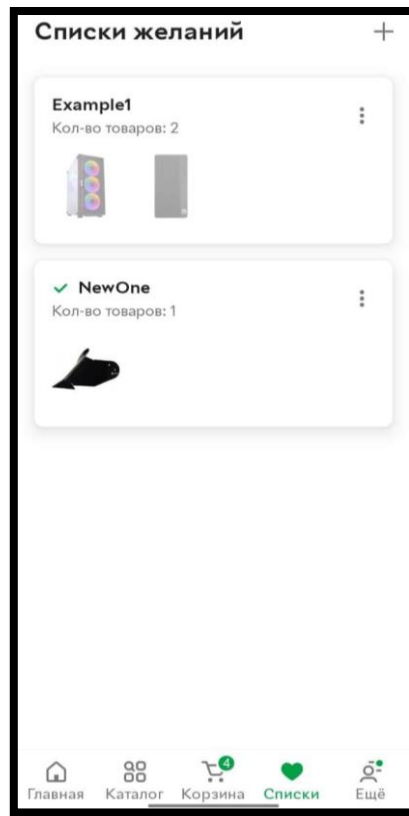 Списки желаний
Example1
Кол-во товаров: 2
NewOne
Кол-во товаров: 1
4
Главная Каталог Корзина Списки Ещё